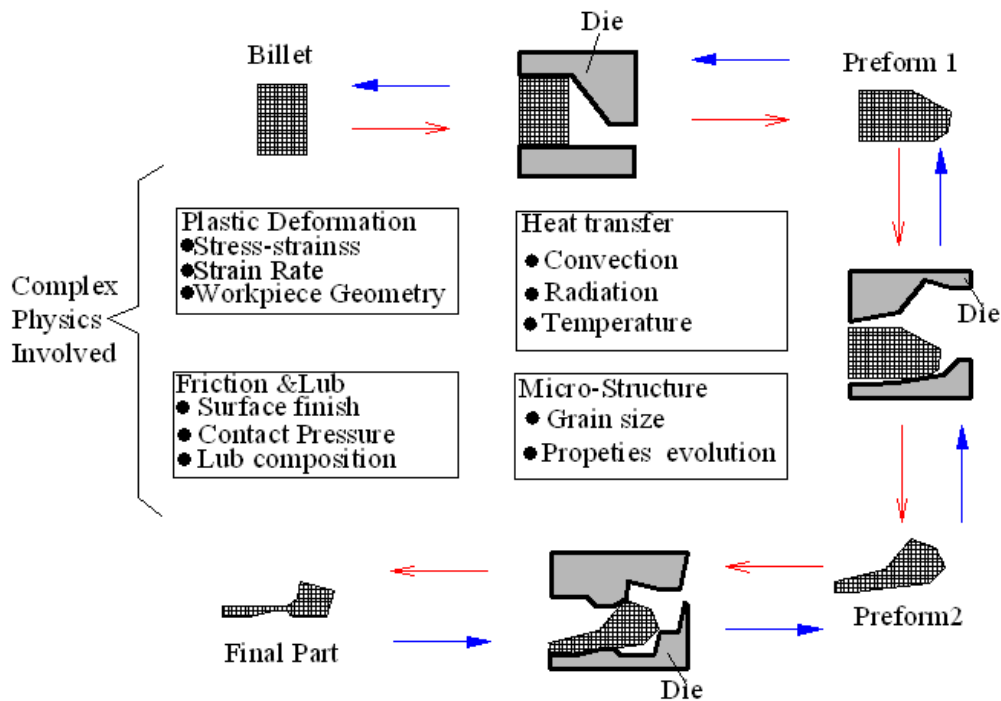 Die
Billet
Preform 1
Plastic Deformation
●Stress-strainss
●Strain Rate
●Workpiece Geometry
Heat transfer
● Convection
● Radiation
● Temperature
Complex
Physics
Involved
Die
Friction &Lub
● Surface finish
● Contact Pressure
● Lub composition
Micro-Structure
● Grain size
● Propeties evolution
Final Part
Preform2
Die